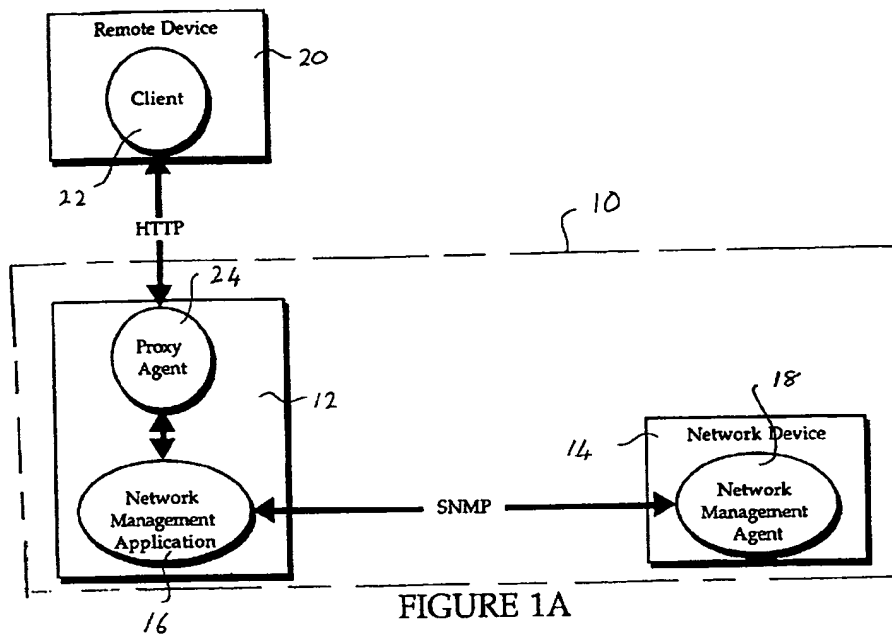 Remote Device
20
Client
22
HTTP
10
24
Proxy
Agent
12
18
14
Network Device
Network
Management
Application
SNMP
Network
Management
Agent
16
FIGURE 1A